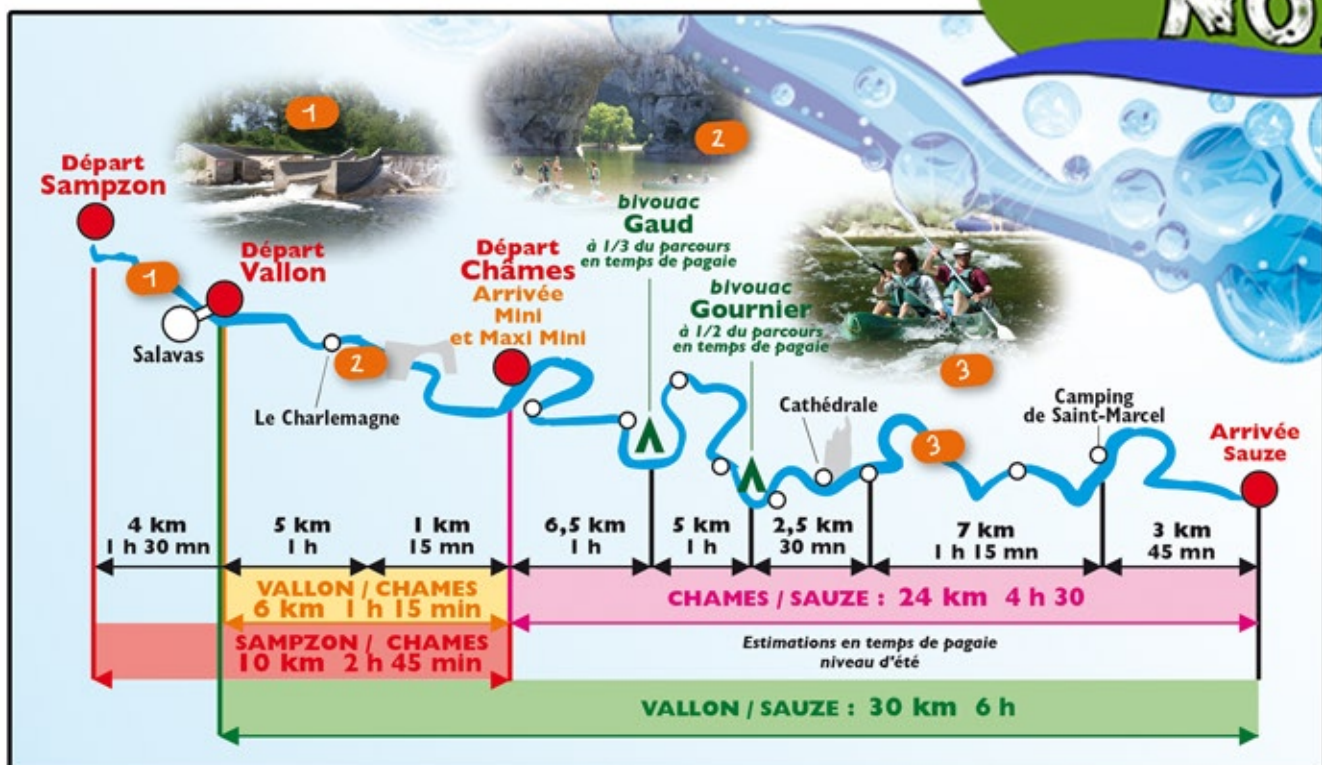 NO
1
2
3
Départ
Sampzon
Départ
Vallon
Départ
Châmes
Arrivée
Mini
et Maxi Mini
bivouac
Gaud
à 1/3 du parcours
en temps de pagaie
bivouac
Gournier
à 1/2 du parcours
en temps de pagaie
1
Salavas
2
Le Charlemagne
Cathédrale
3
Camping
de Saint-Marcel
Arrivée
Sauze
4 km
1 h 30 mn
5 km
1 h
1 km
15 mn
6,5 km
1 h
5 km
1 h
2,5 km
30 mn
7 km
1 h 15 mn
3 km
45 mn
VALLON / CHAMES
6 km 1 h 15 min
CHAMES / SAUZE : 24 km 4 h 30
SAMPZON / CHAMES
10 km 2 h 45 min
Estimations en temps de pagaie
niveau d'été
VALLON / SAUZE : 30 km 6 h